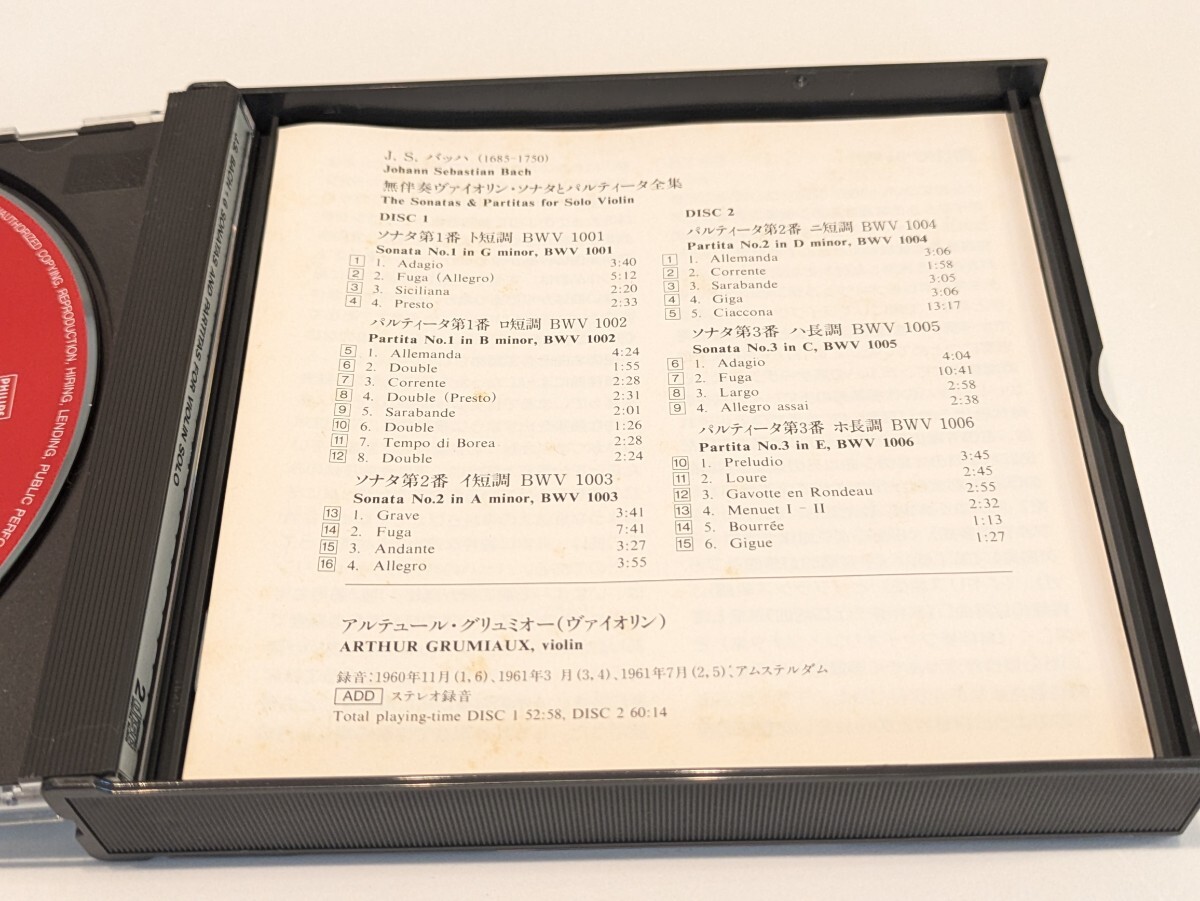 J. S. バッハ (1685-1750)
Johann Sebastian Bach
無伴奏ヴァイオリン・ソナタとパルティータ全集
The Sonatas & Partitas for Solo Violin
DISC 1
ソナタ第1番 ト短調 BWV 1001
Sonata No.1 in G minor, BWV 1001
1 1. Adagio 3:40
2 2. Fuga (Allegro) 5:12
3 3. Siciliana 2:20
4 4. Presto 2:33
パルティータ第1番 ロ短調 BWV 1002
Partita No.1 in B minor, BWV 1002
5 1. Allemanda 4:24
6 2. Double 1:55
7 3. Corrente 2:28
8 4. Double (Presto) 2:31
9 5. Sarabande 2:01
10 6. Double 1:26
11 7. Tempo di Borea 2:28
12 8. Double 2:24
ソナタ第2番 イ短調 BWV 1003
Sonata No.2 in A minor, BWV 1003
13 1. Grave 3:41
14 2. Fuga 7:41
15 3. Andante 3:27
16 4. Allegro 3:55
DISC 2
パルティータ第2番 ニ短調 BWV 1004
Partita No.2 in D minor, BWV 1004
1 1. Allemanda 3:06
2 2. Corrente 1:58
3 3. Sarabande 3:05
4 4. Giga 3:06
5 5. Ciaccona 13:17
ソナタ第3番 ハ長調 BWV 1005
Sonata No.3 in C, BWV 1005
6 1. Adagio 4:04
7 2. Fuga 10:41
8 3. Largo 2:58
9 4. Allegro assai 2:38
パルティータ第3番 ホ長調 BWV 1006
Partita No.3 in E, BWV 1006
10 1. Preludio 3:45
11 2. Loure 2:45
12 3. Gavotte en Rondeau 2:55
13 4. Menuet I - II 2:32
14 5. Bourrée 1:13
15 6. Gigue 1:27
アルテュール・グリュミオー(ヴァイオリン)
ARTHUR GRUMIAUX, violin
録音:1960年11月(1,6)、1961年3月(3,4)、1961年7月(2,5)、アムステルダム
ADD ステレオ録音
Total playing-time DISC 1 52:58, DISC 2 60:14
J.S. BACH: 6 SONATAS AND PARTITAS FOR VIOLIN SOLO
AUTHORIZED COPYING, REPRODUCTION, HIRING, LENDING, PUBLIC PERFO
PHILIPS